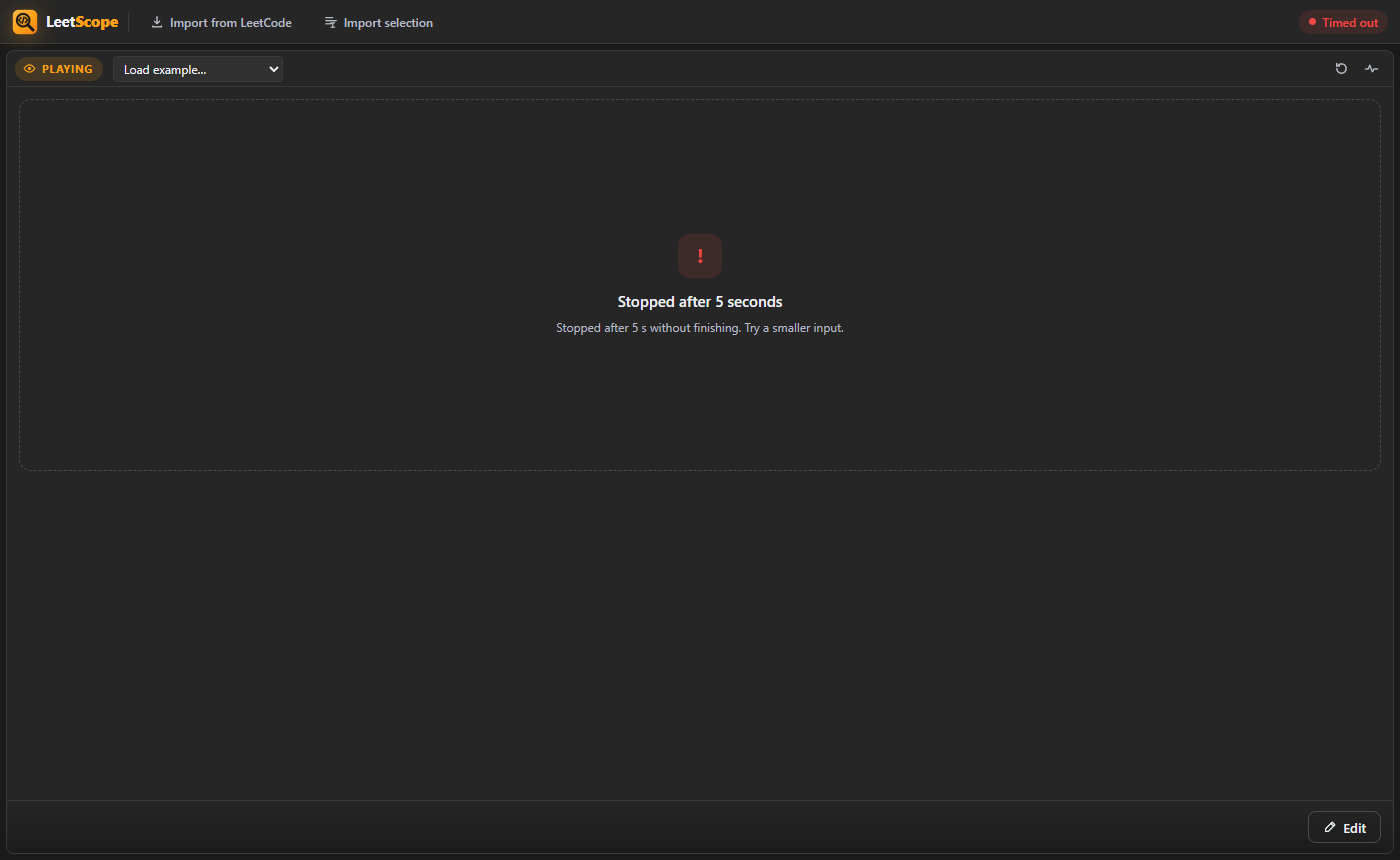 LeetScope
Import from LeetCode
Import selection
Timed out
PLAYING
Load example...
!
Stopped after 5 seconds
Stopped after 5 s without finishing. Try a smaller input.
Edit